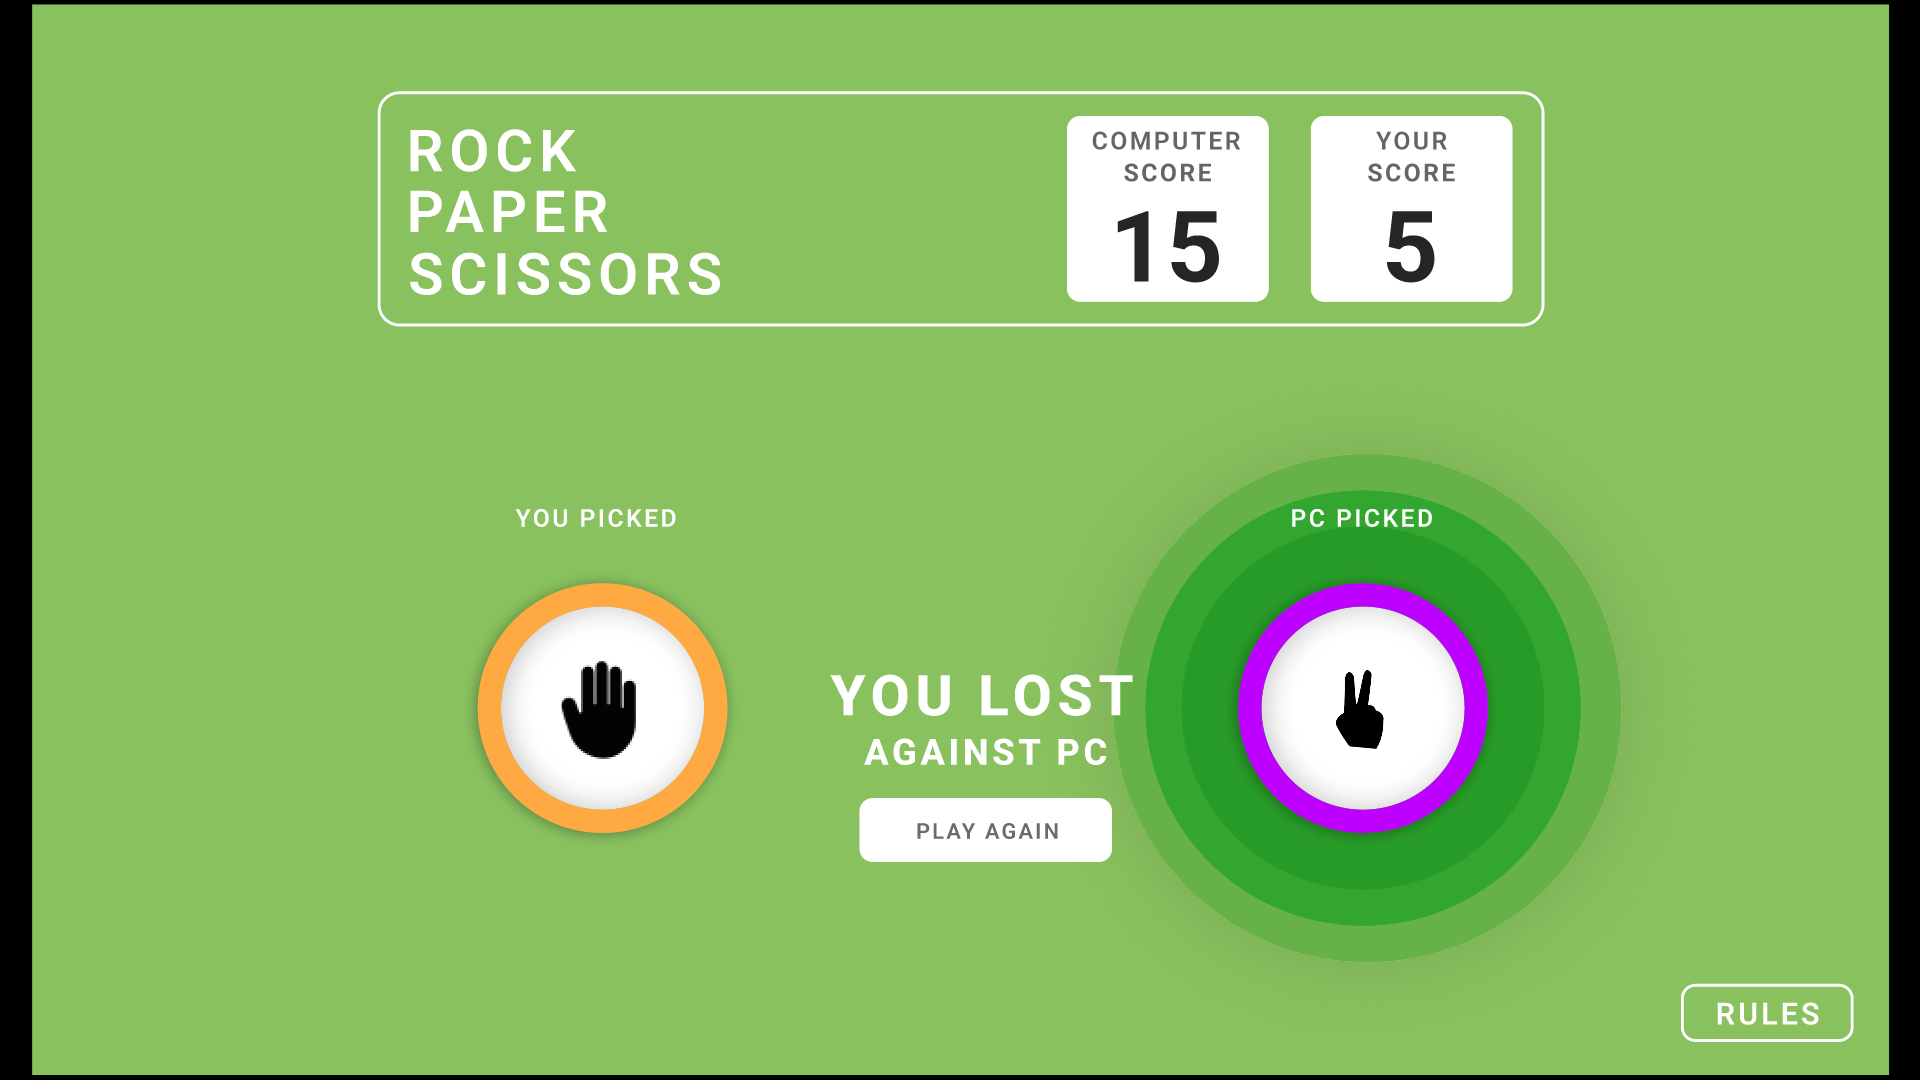 ROCK
PAPER
SCISSORS
COMPUTER
SCORE
15
YOUR
SCORE
5
YOU PICKED
PC PICKED
YOU LOST
AGAINST PC
PLAY AGAIN
RULES